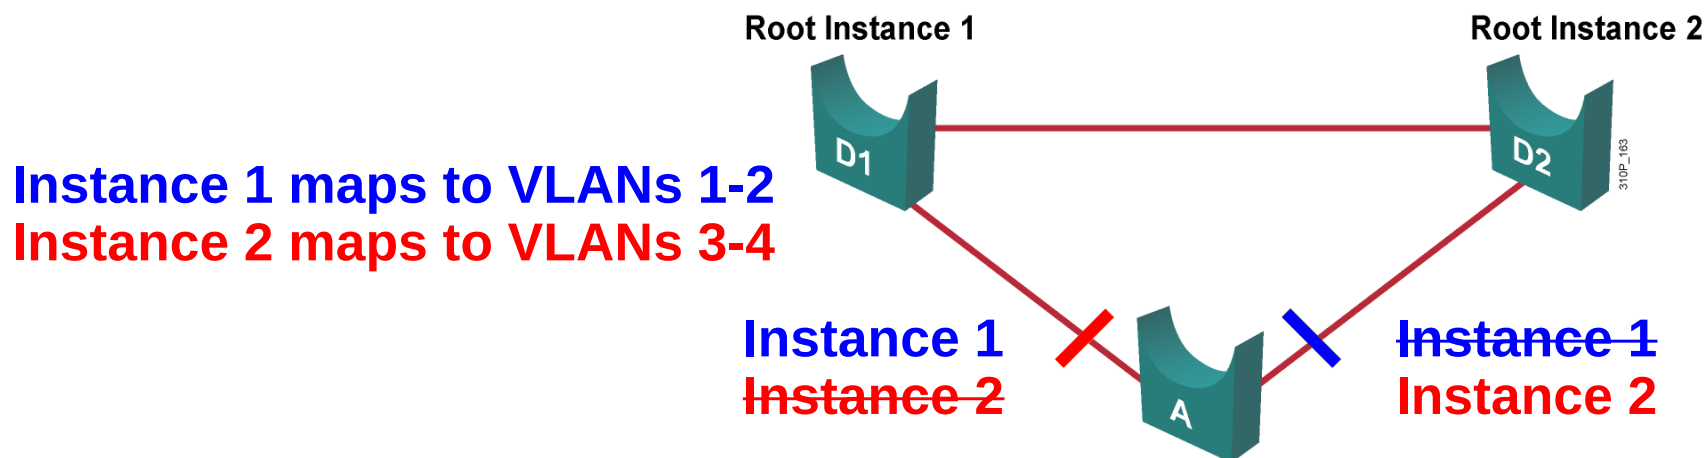 Root Instance 1
Root Instance 2
D1
D2
310P_163
Instance 1 maps to VLANs 1-2
Instance 2 maps to VLANs 3-4
Instance 1
Instance 2
Instance 1
Instance 2
A